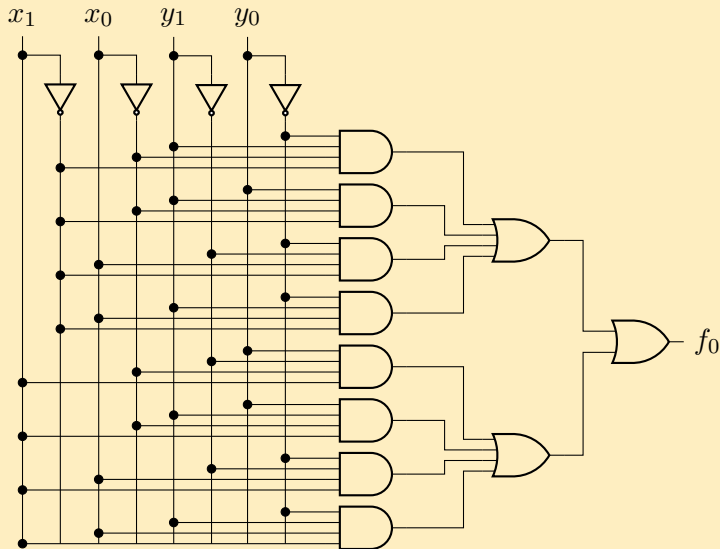 x₁ x₀ y₁ y₀
f₀